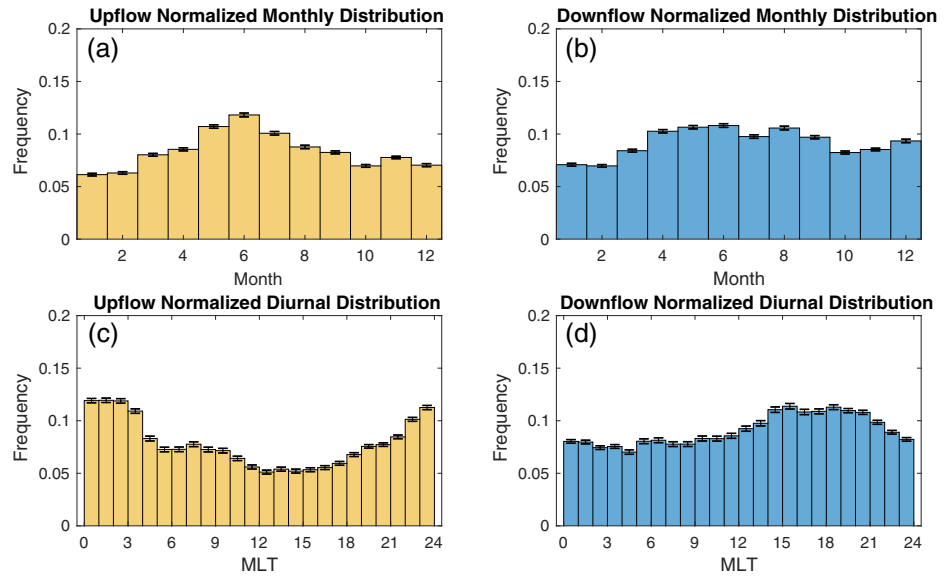 Upflow Normalized Monthly Distribution
(a)
Frequency
0.2
0.15
0.1
0.05
0
2 4 6 8 10 12
Month
Downflow Normalized Monthly Distribution
(b)
Frequency
0.2
0.15
0.1
0.05
0
2 4 6 8 10 12
Month
Upflow Normalized Diurnal Distribution
(c)
Frequency
0.2
0.15
0.1
0.05
0
0 3 6 9 12 15 18 21 24
MLT
Downflow Normalized Diurnal Distribution
(d)
Frequency
0.2
0.15
0.1
0.05
0
0 3 6 9 12 15 18 21 24
MLT